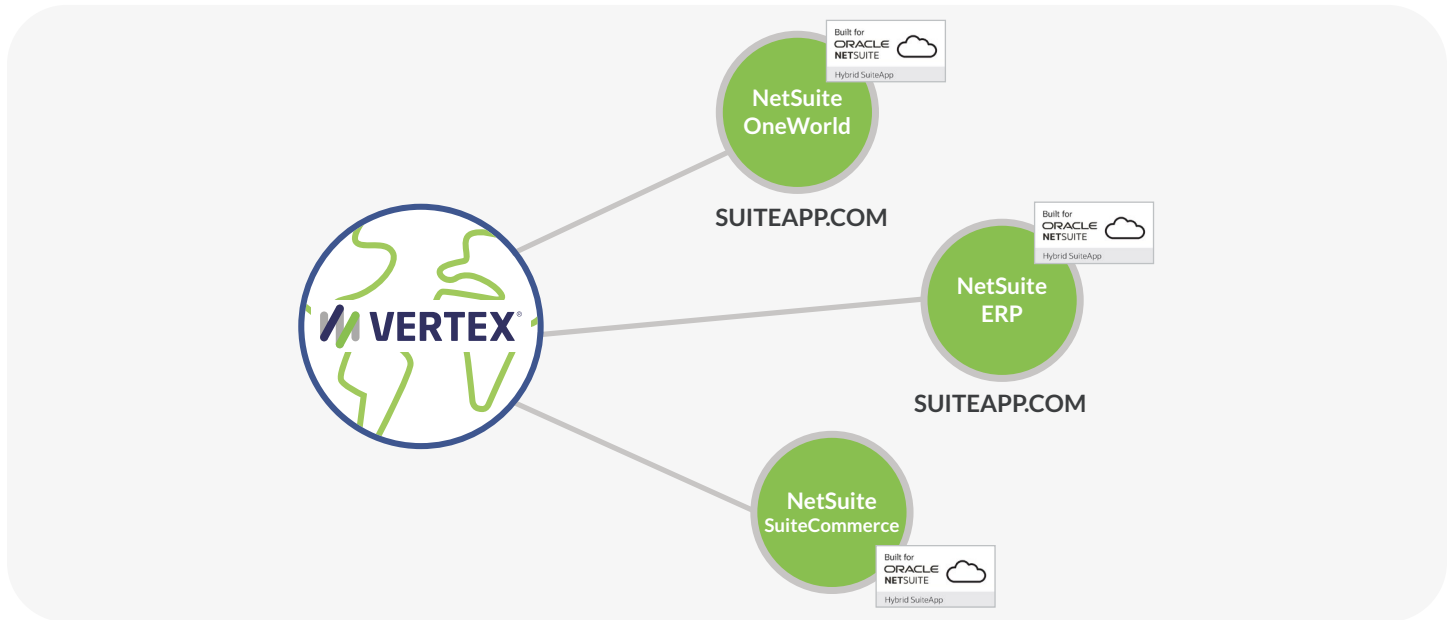 Built for
ORACLE
NETSUITE
Hybrid SuiteApp
NetSuite
OneWorld
SUITEAPP.COM
Built for
ORACLE
NETSUITE
Hybrid SuiteApp
NetSuite
ERP
SUITEAPP.COM
VERTEX®
NetSuite
SuiteCommerce
Built for
ORACLE
NETSUITE
Hybrid SuiteApp